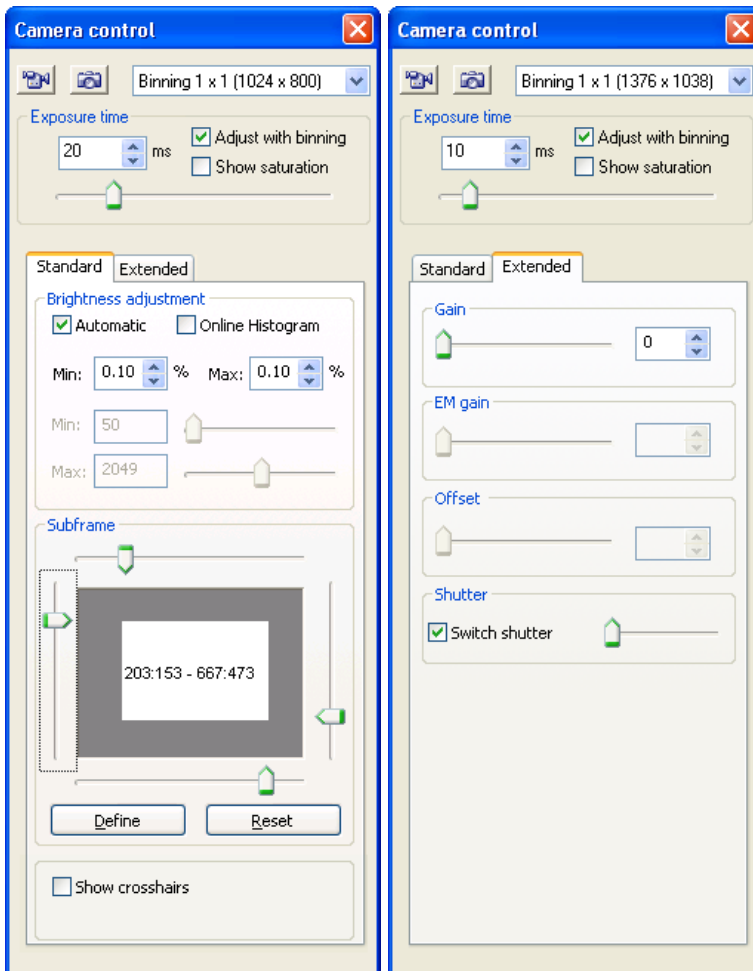 Camera control
Binning 1 x 1 (1024 x 800)
Exposure time
20 ms
Adjust with binning
Show saturation
Standard Extended
Brightness adjustment
Automatic Online Histogram
Min: 0.10 % Max: 0.10 %
Min: 50
Max: 2049
Subframe
203:153 - 667:473
Define Reset
Show crosshairs
Camera control
Binning 1 x 1 (1376 x 1038)
Exposure time
10 ms
Adjust with binning
Show saturation
Standard Extended
Gain
0
EM gain
Offset
Shutter
Switch shutter